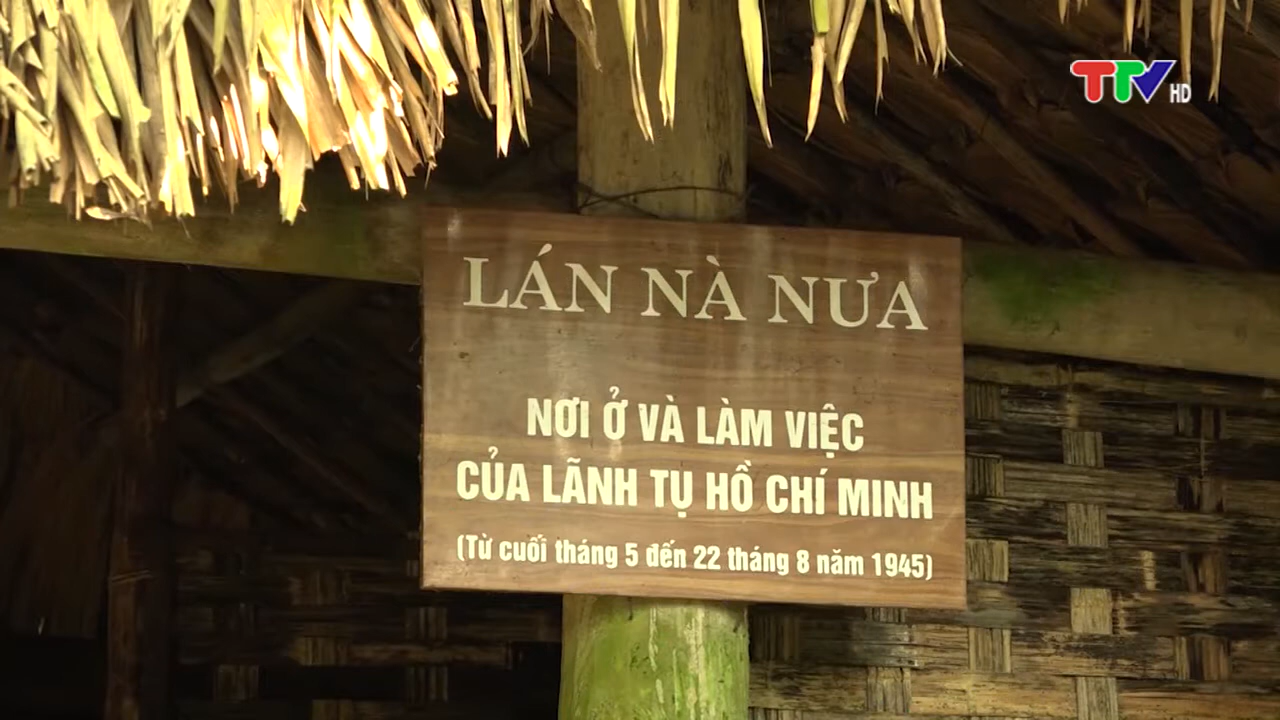 TTV HD
LÁN NÀ NƯA
NƠI Ở VÀ LÀM VIỆC
CỦA LÃNH TỤ HỒ CHÍ MINH
(Từ cuối tháng 5 đến 22 tháng 8 năm 1945)